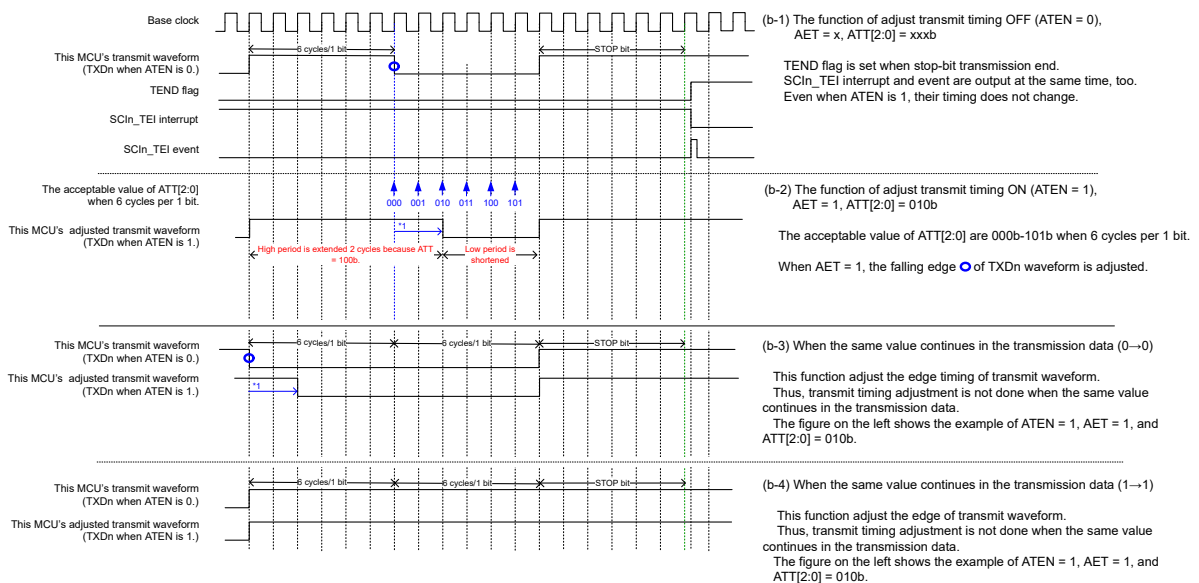 Base clock
(b-1) The function of adjust transmit timing OFF (ATEN = 0),
AET = x, ATT[2:0] = xxxb
6 cycles/1 bit
STOP bit
This MCU's transmit waveform
(TXDn when ATEN is 0.)
TEND flag is set when stop-bit transmission end.
SCIn_TEI interrupt and event are output at the same time, too.
Even when ATEN is 1, their timing does not change.
TEND flag
SCIn_TEI interrupt
SCIn_TEI event
The acceptable value of ATT[2:0]
when 6 cycles per 1 bit.
000 001 010 011 100 101
(b-2) The function of adjust transmit timing ON (ATEN = 1),
AET = 1, ATT[2:0] = 010b
This MCU's adjusted transmit waveform
(TXDn when ATEN is 1.)
*1
High period is extended 2 cycles because ATT
= 100b.
Low period is
shortened
The acceptable value of ATT[2:0] are 000b-101b when 6 cycles per 1 bit.
When AET = 1, the falling edge of TXDn waveform is adjusted.
This MCU's transmit waveform
(TXDn when ATEN is 0.)
6 cycles/1 bit
6 cycles/1 bit
STOP bit
This MCU's adjusted transmit waveform
(TXDn when ATEN is 1.)
*1
(b-3) When the same value continues in the transmission data (0→0)
This function adjust the edge timing of transmit waveform.
Thus, transmit timing adjustment is not done when the same value
continues in the transmission data.
The figure on the left shows the example of ATEN = 1, AET = 1, and
ATT[2:0] = 010b.
This MCU's transmit waveform
(TXDn when ATEN is 0.)
6 cycles/1 bit
6 cycles/1 bit
STOP bit
This MCU's adjusted transmit waveform
(TXDn when ATEN is 1.)
(b-4) When the same value continues in the transmission data (1→1)
This function adjust the edge of transmit waveform.
Thus, transmit timing adjustment is not done when the same value
continues in the transmission data.
The figure on the left shows the example of ATEN = 1, AET = 1, and
ATT[2:0] = 010b.